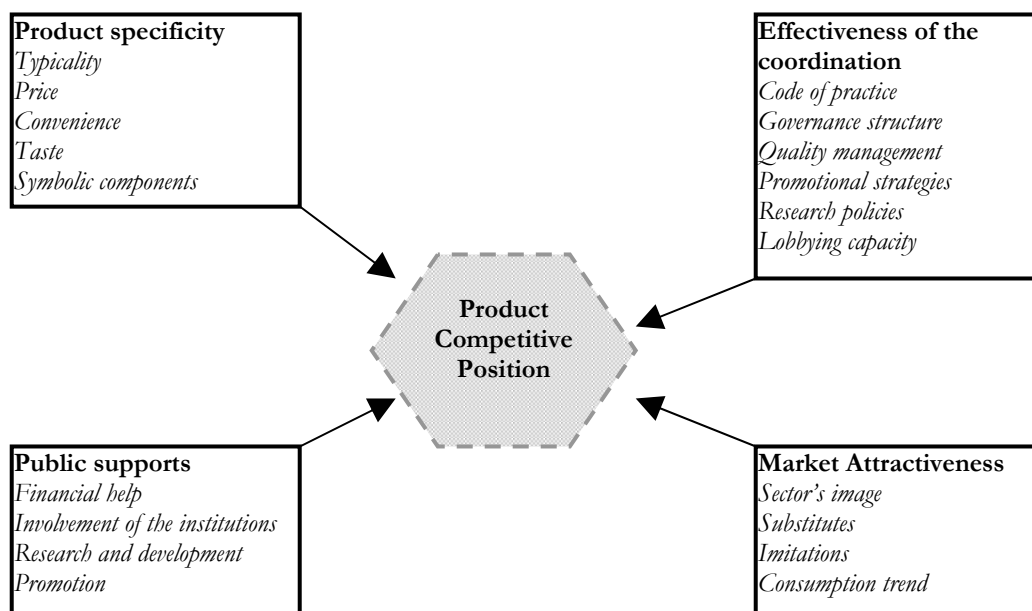 Product specificity
Typicality
Price
Convenience
Taste
Symbolic components
Effectiveness of the
coordination
Code of practice
Governance structure
Quality management
Promotional strategies
Research policies
Lobbying capacity
Product
Competitive
Position
Public supports
Financial help
Involvement of the institutions
Research and development
Promotion
Market Attractiveness
Sector's image
Substitutes
Imitations
Consumption trend